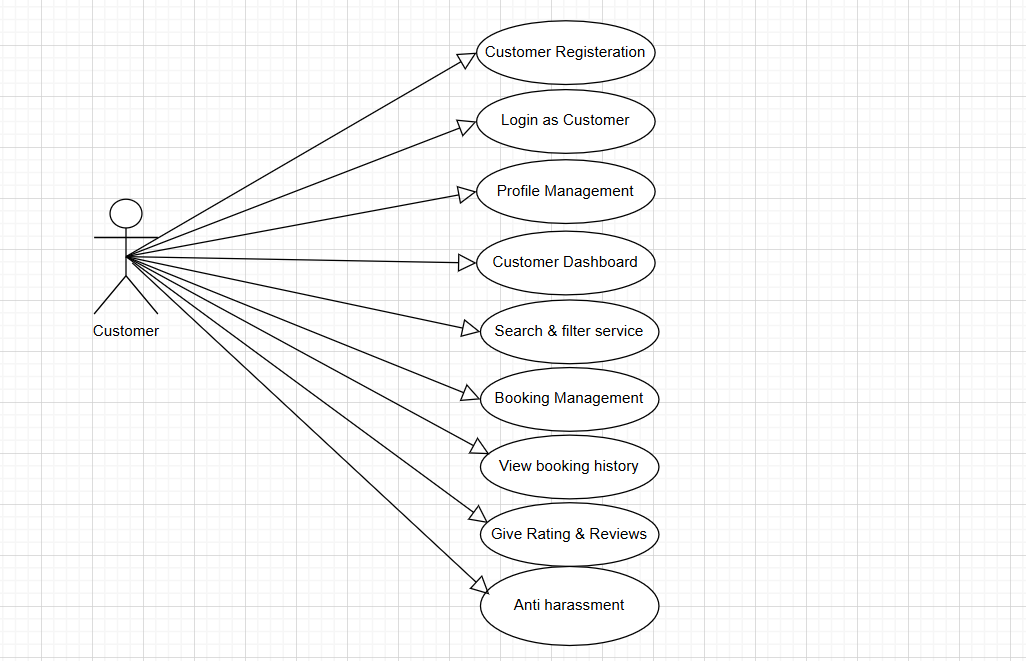 Customer Registeration
Login as Customer
Profile Management
Customer Dashboard
Search & filter service
Customer
Booking Management
View booking history
Give Rating & Reviews
Anti harassment